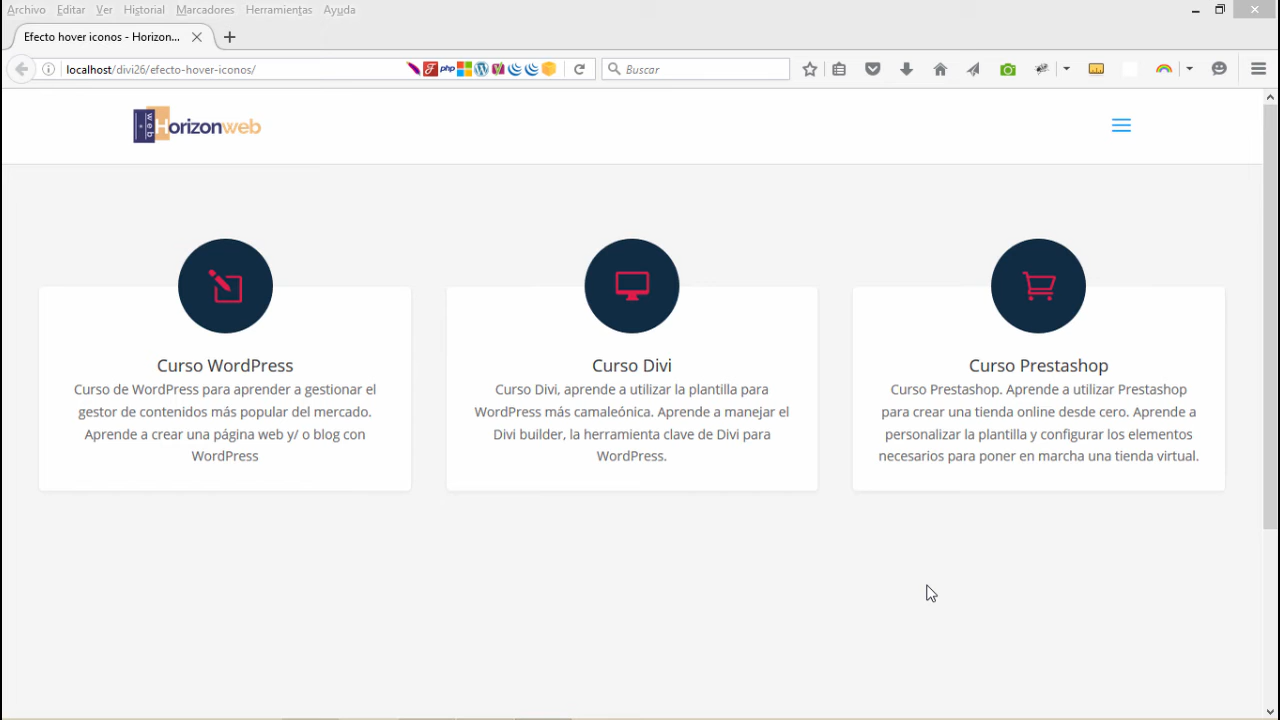 Archivo Editar Ver Historial Marcadores Herramientas Ayuda
Efecto hover iconos - Horizon...
localhost/divi26/efecto-hover-iconos/
php
Buscar
web Horizonweb
Curso WordPress
Curso de WordPress para aprender a gestionar el
gestor de contenidos más popular del mercado.
Aprende a crear una página web y/ o blog con
WordPress
Curso Divi
Curso Divi, aprende a utilizar la plantilla para
WordPress más camaleónica. Aprende a manejar el
Divi builder, la herramienta clave de Divi para
WordPress.
Curso Prestashop
Curso Prestashop. Aprende a utilizar Prestashop
para crear una tienda online desde cero. Aprende a
personalizar la plantilla y configurar los elementos
necesarios para poner en marcha una tienda virtual.